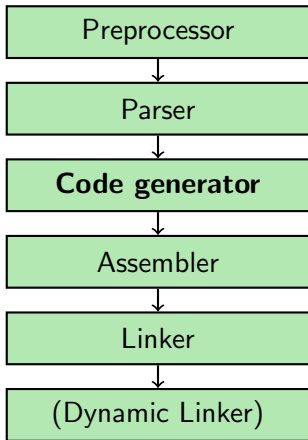 Preprocessor
Parser
Code generator
Assembler
Linker
(Dynamic Linker)